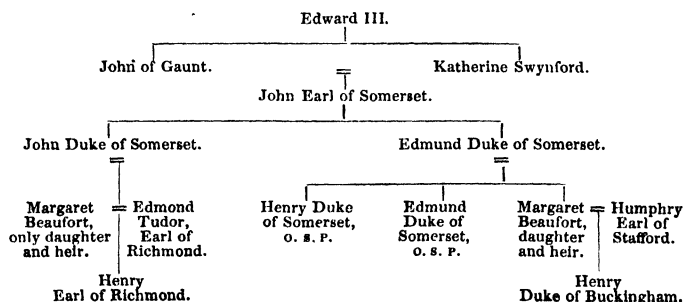 Edward III.
John of Gaunt.
Katherine Swynford.
=
John Earl of Somerset.
John Duke of Somerset.
=
Edmund Duke of Somerset.
=
Margaret
Beaufort,
only daughter
and heir.
=
Edmond
Tudor,
Earl of
Richmond.
Henry Duke
of Somerset,
O. S. P.
Edmund
Duke of
Somerset,
O. S. P.
Margaret
Beaufort,
daughter
and heir.
=
Humphry
Earl of
Stafford.
Henry
Earl of Richmond.
Henry
Duke of Buckingham.